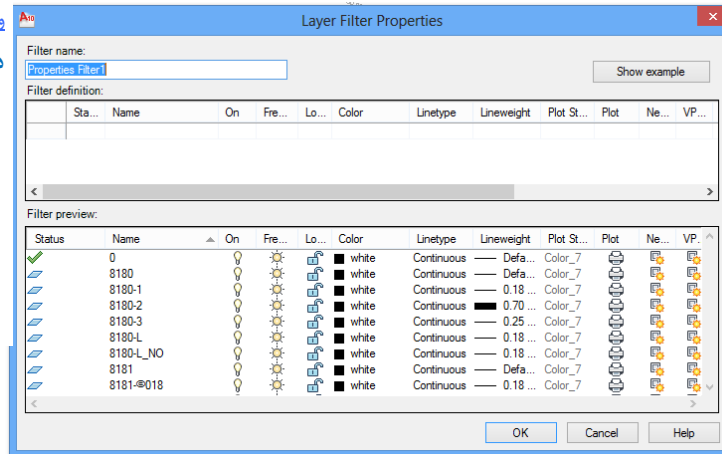 Layer Filter Properties
Filter name:
Properties Filter1
Show example
Filter definition:
Sta... Name On Fre... Lo... Color Linetype Lineweight Plot St... Plot Ne... VP...
Filter preview:
Status Name On Fre... Lo... Color Linetype Lineweight Plot St... Plot Ne... VP.
0 white Continuous Defa... Color_7
8180 white Continuous Defa... Color_7
8180-1 white Continuous 0.18 ... Color_7
8180-2 white Continuous 0.70 ... Color_7
8180-3 white Continuous 0.25 ... Color_7
8180-L white Continuous 0.18 ... Color_7
8180-L_NO white Continuous 0.18 ... Color_7
8181 white Continuous Defa... Color_7
8181-®018 white Continuous 0.18 ... Color_7
OK Cancel Help